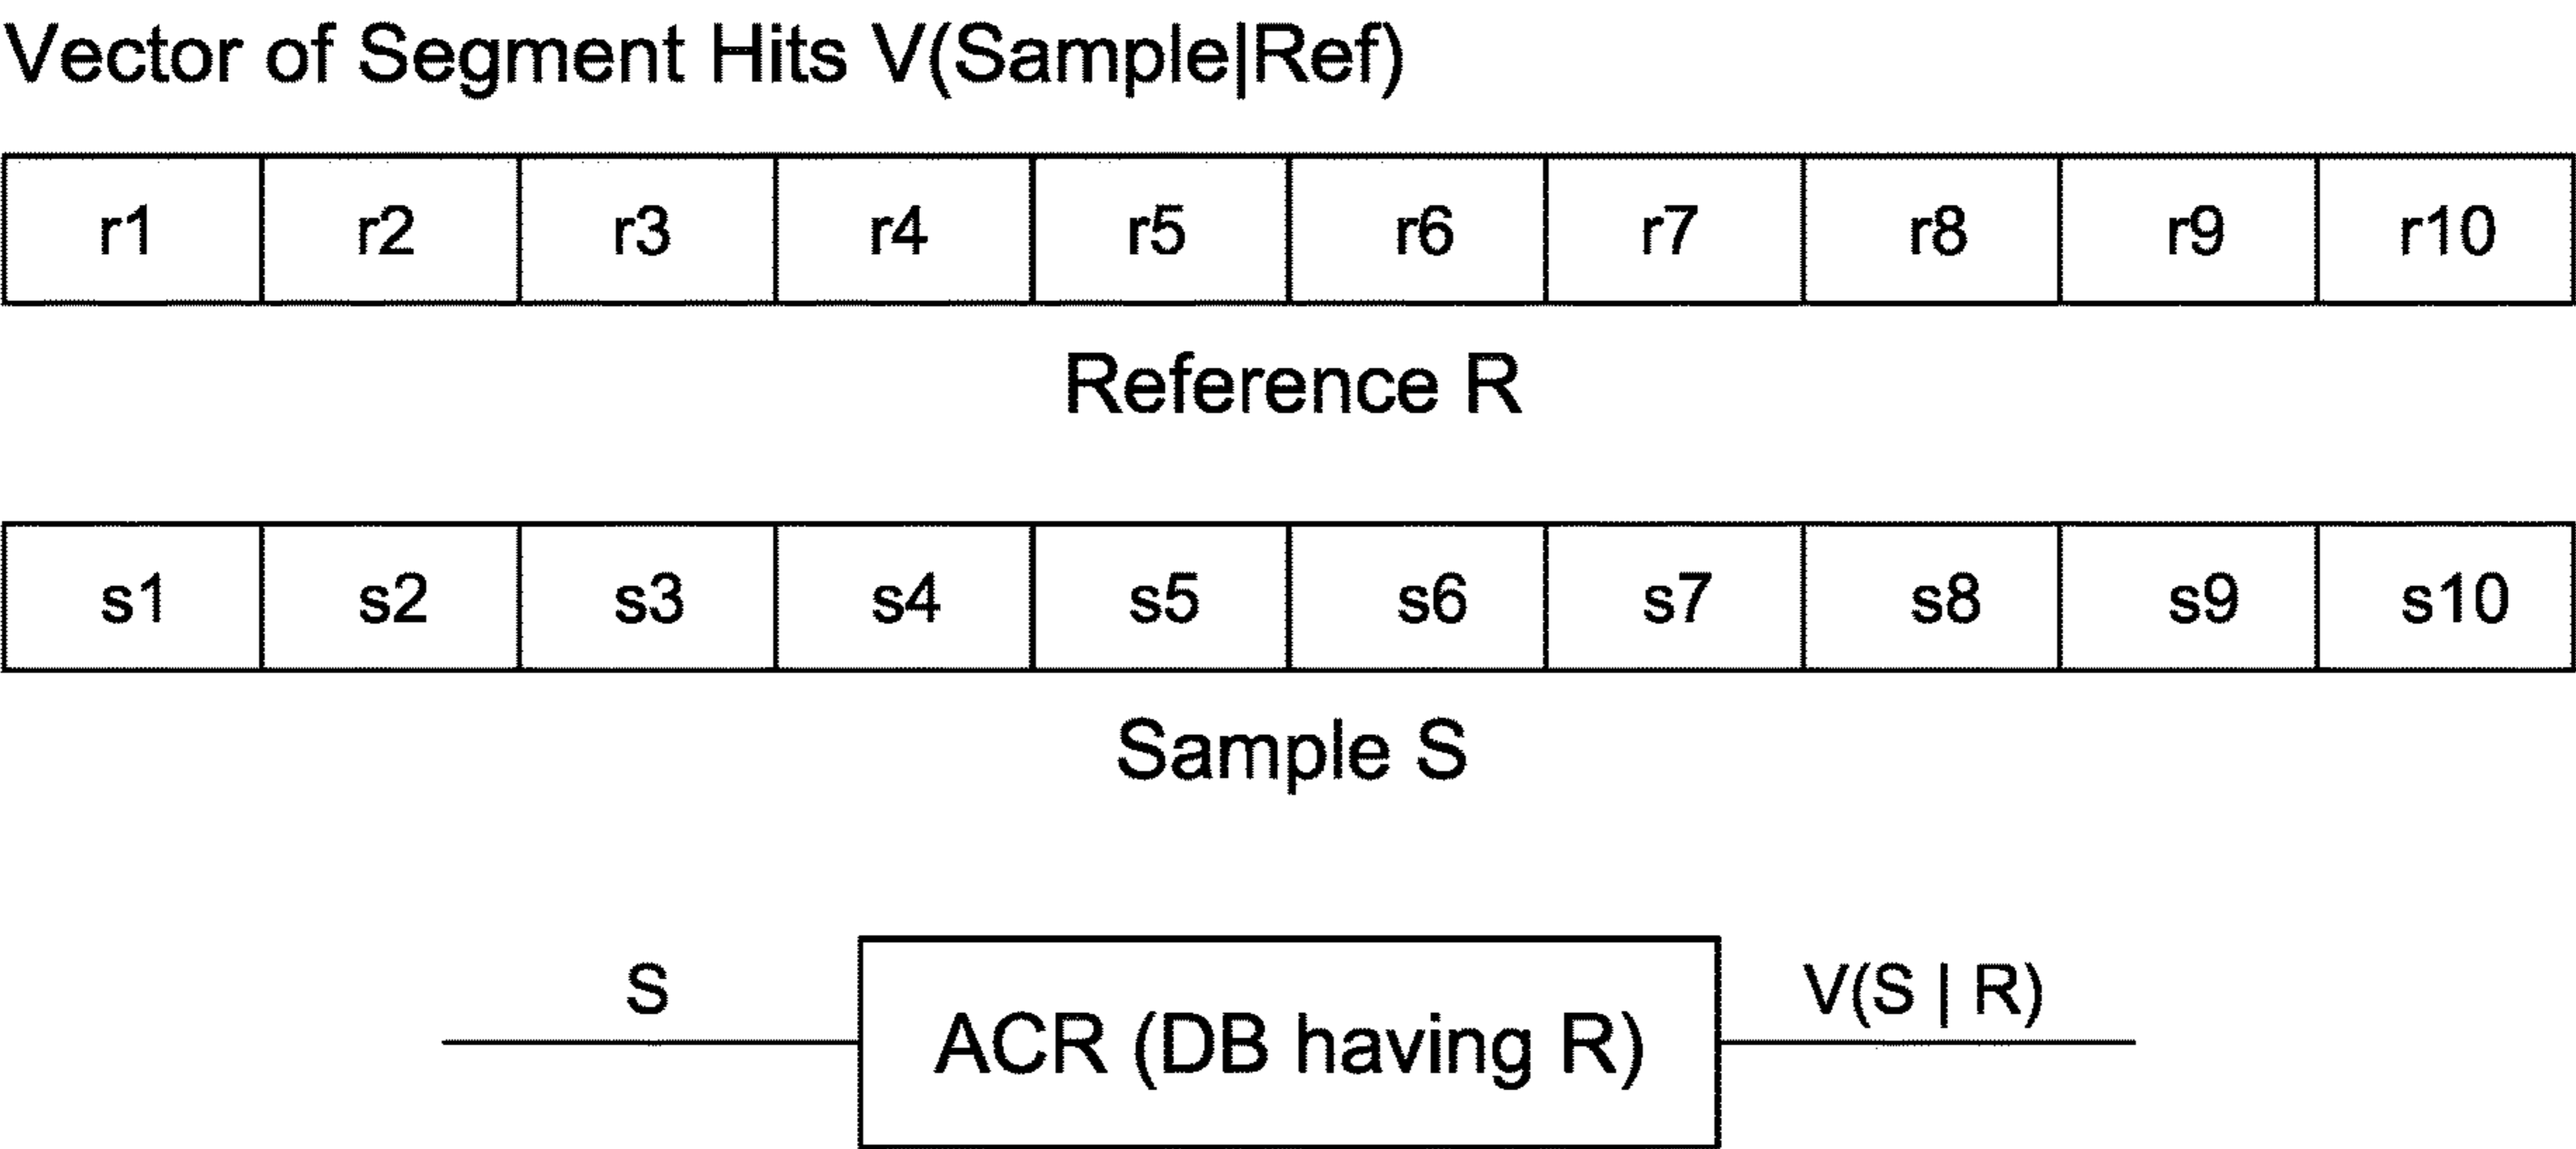 Vector of Segment Hits V(Sample|Ref)
r1 r2 r3 r4 r5 r6 r7 r8 r9 r10
Reference R
s1 s2 s3 s4 s5 s6 s7 s8 s9 s10
Sample S
S ACR (DB having R) V(S | R)